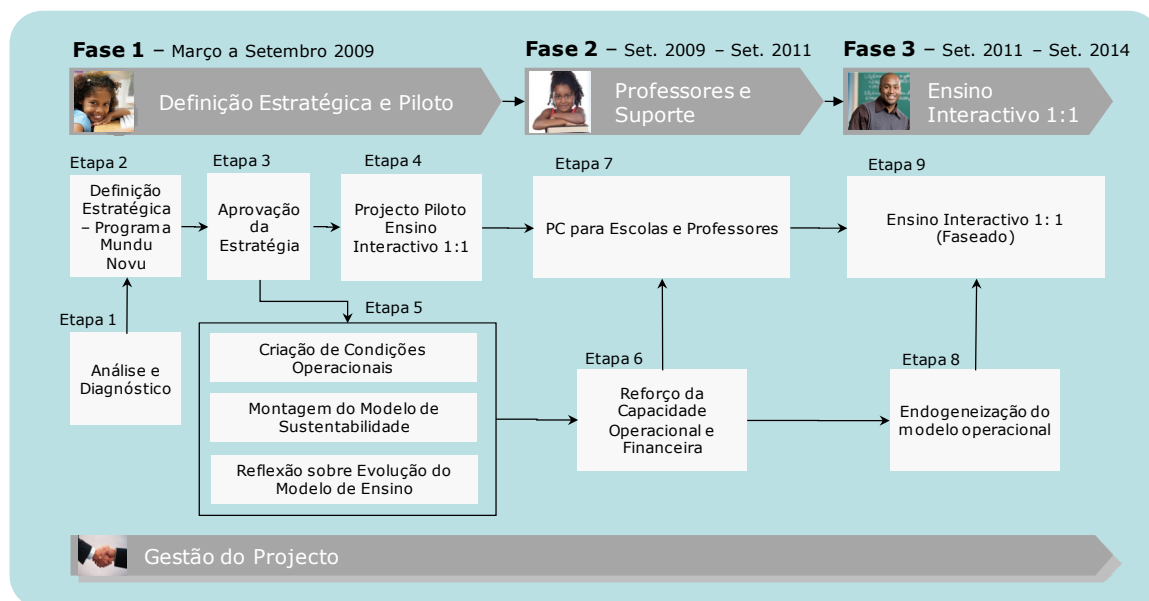 Fase 1 – Março a Setembro 2009
Fase 2 – Set. 2009 – Set. 2011
Fase 3 – Set. 2011 – Set. 2014
Definição Estratégica e Piloto
Professores e
Suporte
Ensino
Interactivo 1:1
Etapa 2
Definição
Estratégica
– Programa
Mundu
Novu
Etapa 3
Aprovação
da
Estratégia
Etapa 4
Projecto Piloto
Ensino
Interactivo 1:1
Etapa 7
PC para Escolas e Professores
Etapa 9
Ensino Interactivo 1:1
(Faseado)
Etapa 1
Análise e
Diagnóstico
Etapa 5
Criação de Condições
Operacionais
Montagem do Modelo de
Sustentabilidade
Reflexão sobre Evolução do
Modelo de Ensino
Etapa 6
Reforço da
Capacidade
Operacional e
Financeira
Etapa 8
Endogeneização do
modelo operacional
Gestão do Projecto